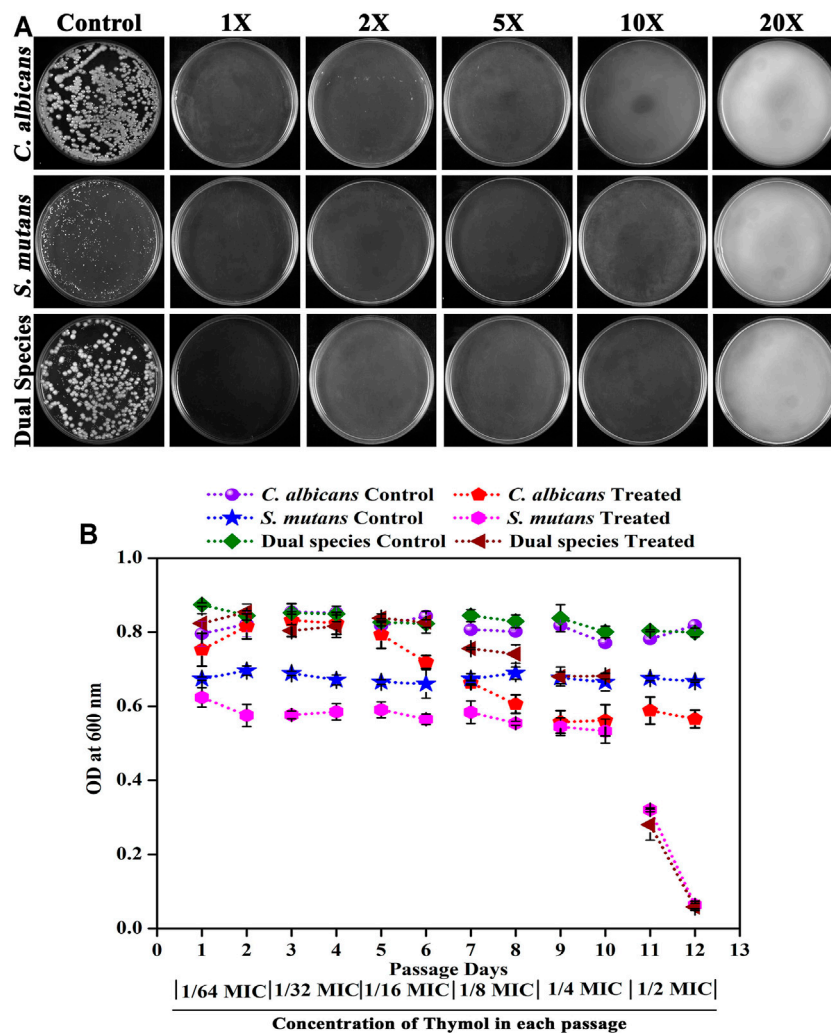 A
Control 1X 2X 5X 10X 20X
C. albicans
S. mutans
Dual Species
C. albicans Control C. albicans Treated
S. mutans Control S. mutans Treated
Dual species Control Dual species Treated
B
1.0
0.8
0.6
0.4
0.2
0.0
OD at 600 nm
0 1 2 3 4 5 6 7 8 9 10 11 12 13
Passage Days
|1/64 MIC|1/32 MIC|1/16 MIC|1/8 MIC|1/4 MIC|1/2 MIC|
Concentration of Thymol in each passage